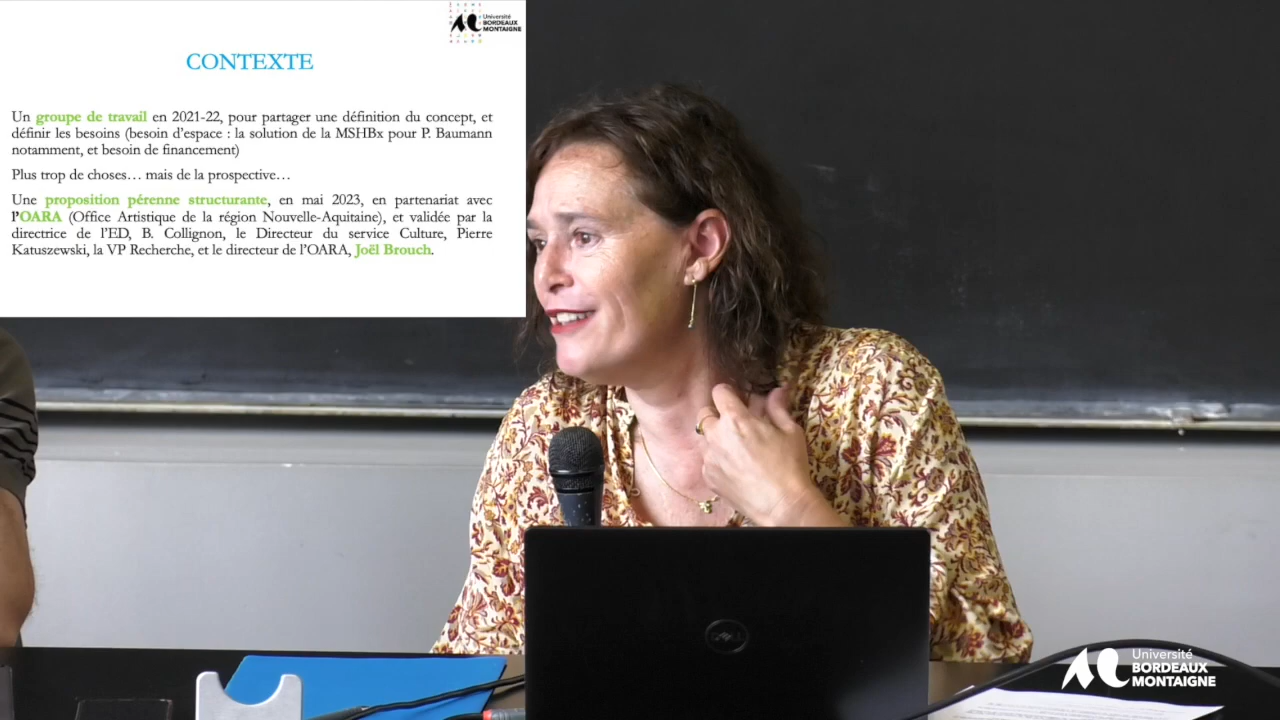 Université
BORDEAUX
MONTAIGNE
CONTEXTE
Un groupe de travail en 2021-22, pour partager une définition du concept, et
définir les besoins (besoin d'espace : la solution de la MSHBx pour P. Baumann
notamment, et besoin de financement)
Plus trop de choses… mais de la prospective…
Une proposition pérenne structurante, en mai 2023, en partenariat avec
l'OARA (Office Artistique de la région Nouvelle-Aquitaine), et validée par la
directrice de l'ED, B. Collignon, le Directeur du service Culture, Pierre
Katuszewski, la VP Recherche, et le directeur de l'OARA, Joël Brouch.
DELL
Université
BORDEAUX
MONTAIGNE